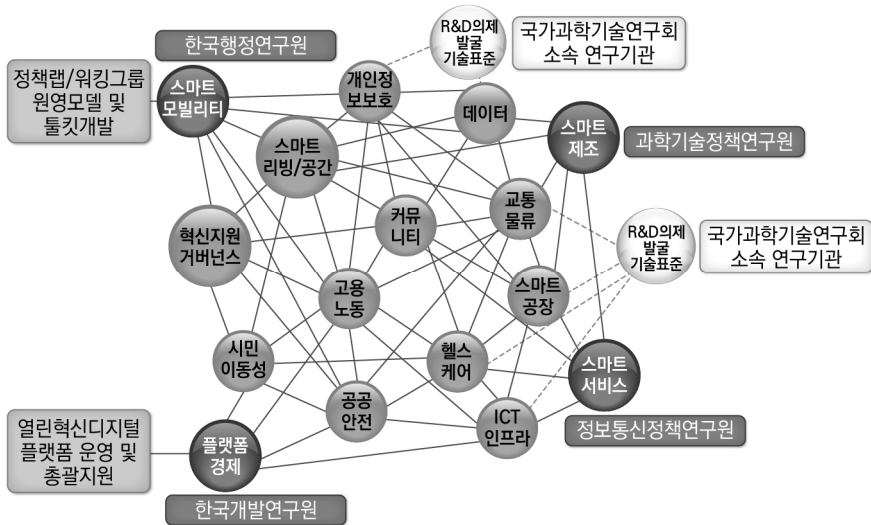 한국행정연구원
R&D의제
발굴
기술표준
국가과학기술연구회
소속 연구기관
정책랩/워킹그룹
원영모델 및
툴킷개발
스마트
모빌리티
개인정
보보호
데이터
스마트
제조
과학기술정책연구원
스마트
리빙/공간
혁신지원
거버넌스
커뮤
니티
교통
물류
R&D의제
발굴
기술표준
국가과학기술연구회
소속 연구기관
고용
노동
스마트
공장
시민
이동성
헬스
케어
스마트
서비스
공공
안전
ICT
인프라
정보통신정책연구원
열린혁신디지털
플랫폼 운영 및
총괄지원
플랫폼
경제
한국개발연구원